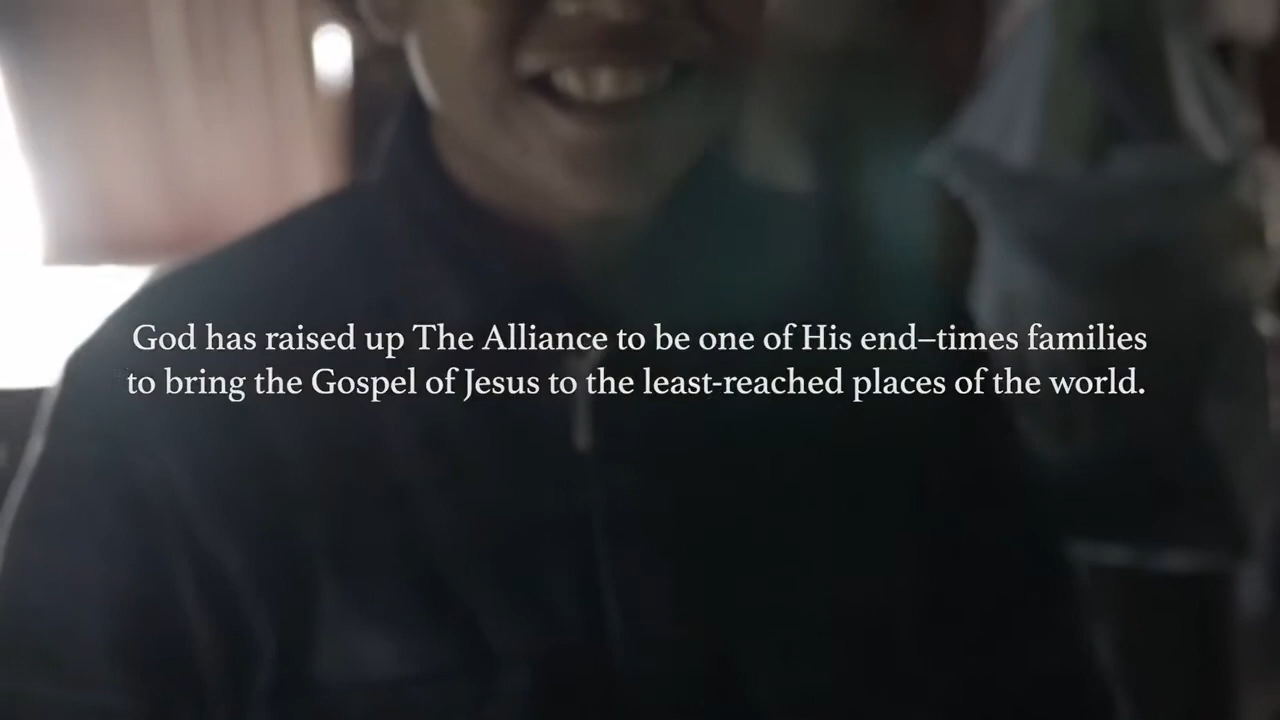 God has raised up The Alliance to be one of His end–times families
to bring the Gospel of Jesus to the least-reached places of the world.